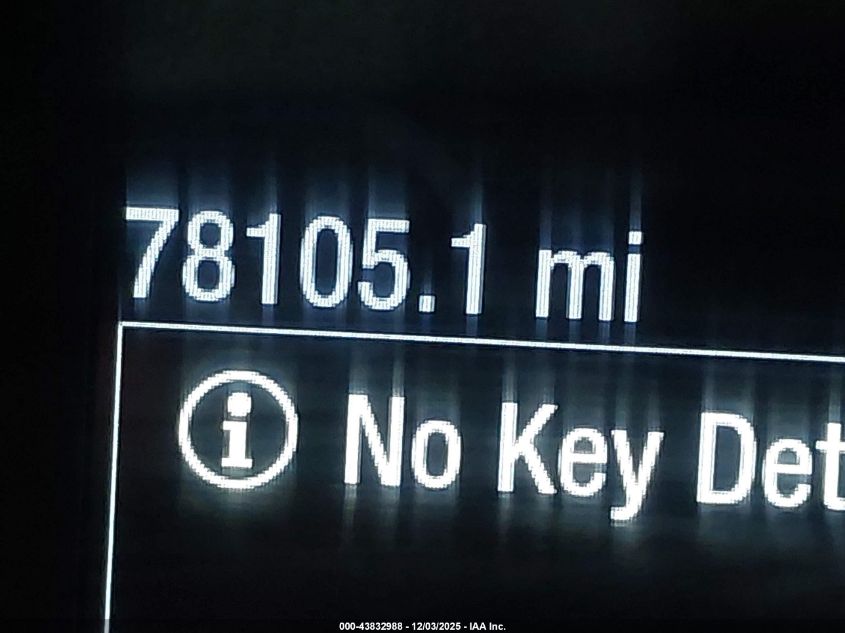 78105.1 mi
No Key Det
000-43832988 - 12/03/2025 - IAA Inc.